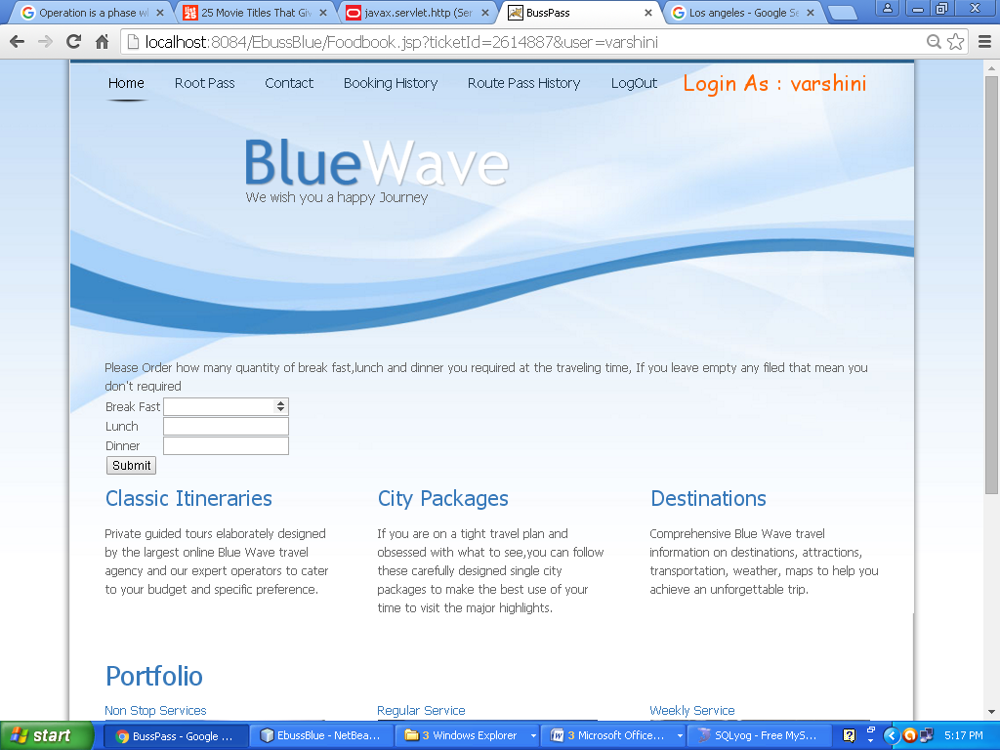 Operation is a phase wh
25 Movie Titles That Giv
javax.servlet.http (Ser
BussPass
Los angeles - Google Se
localhost:8084/EbussBlue/Foodbook.jsp?ticketId=2614887&user=varshini
Home Root Pass Contact Booking History Route Pass History LogOut Login As : varshini
BlueWave
We wish you a happy Journey
Please Order how many quantity of break fast,lunch and dinner you required at the traveling time, If you leave empty any filed that mean you
don't required
Break Fast
Lunch
Dinner
Submit
Classic Itineraries
Private guided tours elaborately designed
by the largest online Blue Wave travel
agency and our expert operators to cater
to your budget and specific preference.
City Packages
If you are on a tight travel plan and
obsessed with what to see,you can follow
these carefully designed single city
packages to make the best use of your
time to visit the major highlights.
Destinations
Comprehensive Blue Wave travel
information on destinations, attractions,
transportation, weather, maps to help you
achieve an unforgettable trip.
Portfolio
Non Stop Services
Regular Service
Weekly Service
start
BussPass - Google ...
EbussBlue - NetBea...
3 Windows Explorer
3 Microsoft Office...
SQLyog - Free MyS...
5:17 PM